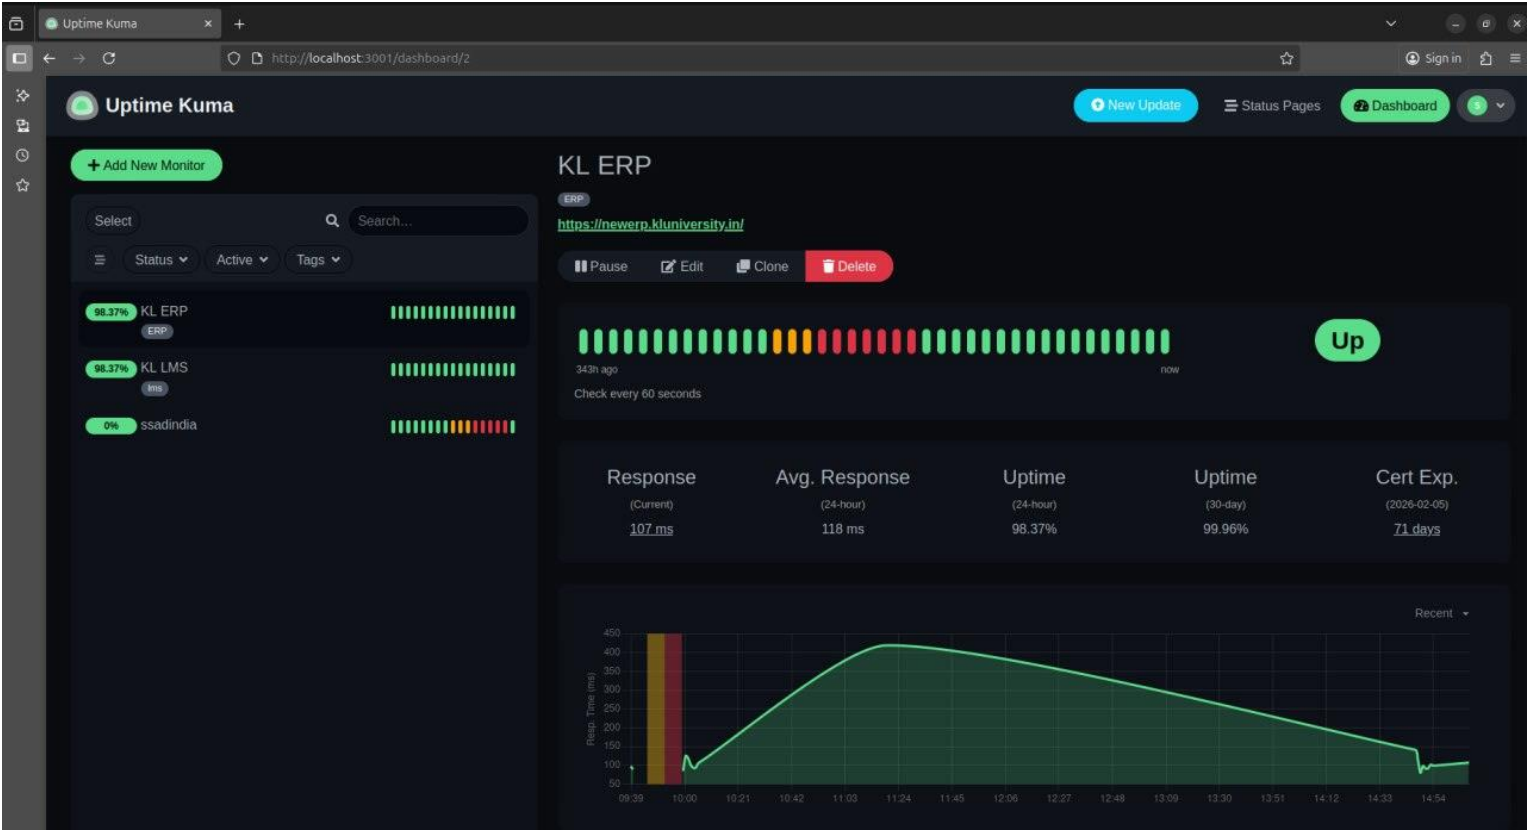 Uptime Kuma
http://localhost:3001/dashboard/2
Sign in
Uptime Kuma
New Update
Status Pages
Dashboard
S
Add New Monitor
Select
Search...
Status
Active
Tags
98.37% KL ERP
ERP
98.37% KL LMS
lms
0% ssadindia
KL ERP
ERP
https://newerp.kluniversity.in/
Pause Edit Clone Delete
Up
343h ago now
Check every 60 seconds
Response Avg. Response Uptime Uptime Cert Exp.
(Current) (24-hour) (24-hour) (30-day) (2026-02-05)
107 ms 118 ms 98.37% 99.96% 71 days
Recent
Resp. Time (ms)
450
400
350
300
250
200
150
100
50
09:39 10:00 10:21 10:42 11:03 11:24 11:45 12:06 12:27 12:48 13:09 13:30 13:51 14:12 14:33 14:54